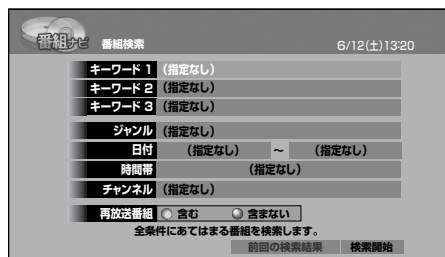 番組ナビ 番組検索 6/12(土)13:20
キーワード 1 (指定なし)
キーワード 2 (指定なし)
キーワード 3 (指定なし)
ジャンル (指定なし)
日付 (指定なし) ～ (指定なし)
時間帯 (指定なし)
チャンネル (指定なし)
再放送番組 含む 含まない
全条件にあてはまる番組を検索します。
前回の検索結果 検索開始